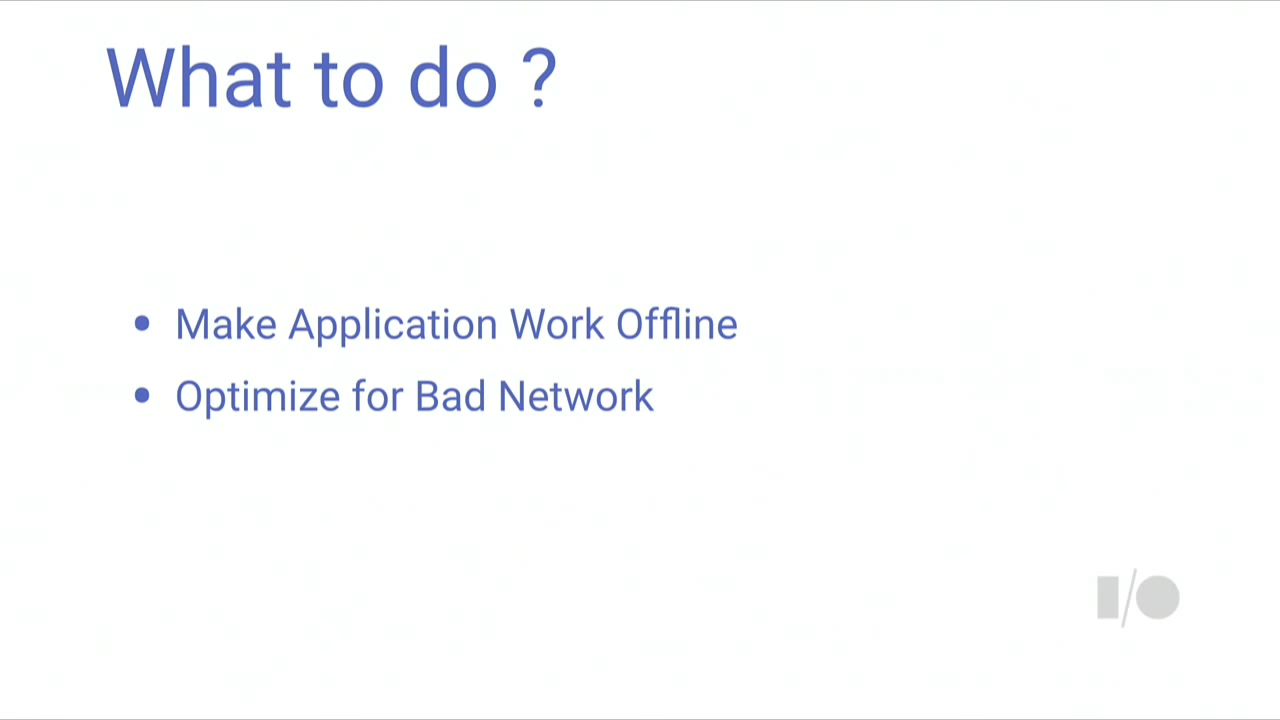 What to do ?
Make Application Work Offline
Optimize for Bad Network
I/O